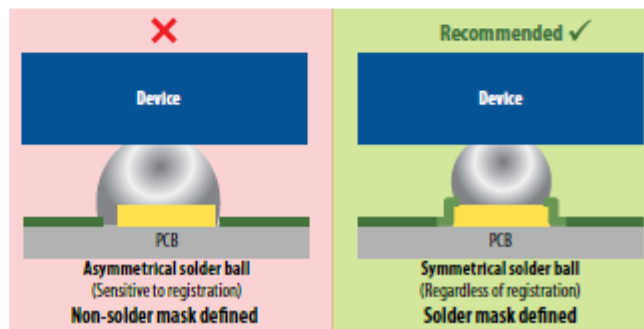 Recommended ✓
Device
PCB
Asymmetrical solder ball
(Sensitive to registration)
Non-solder mask defined
Device
PCB
Symmetrical solder ball
(Regardless of registration)
Solder mask defined